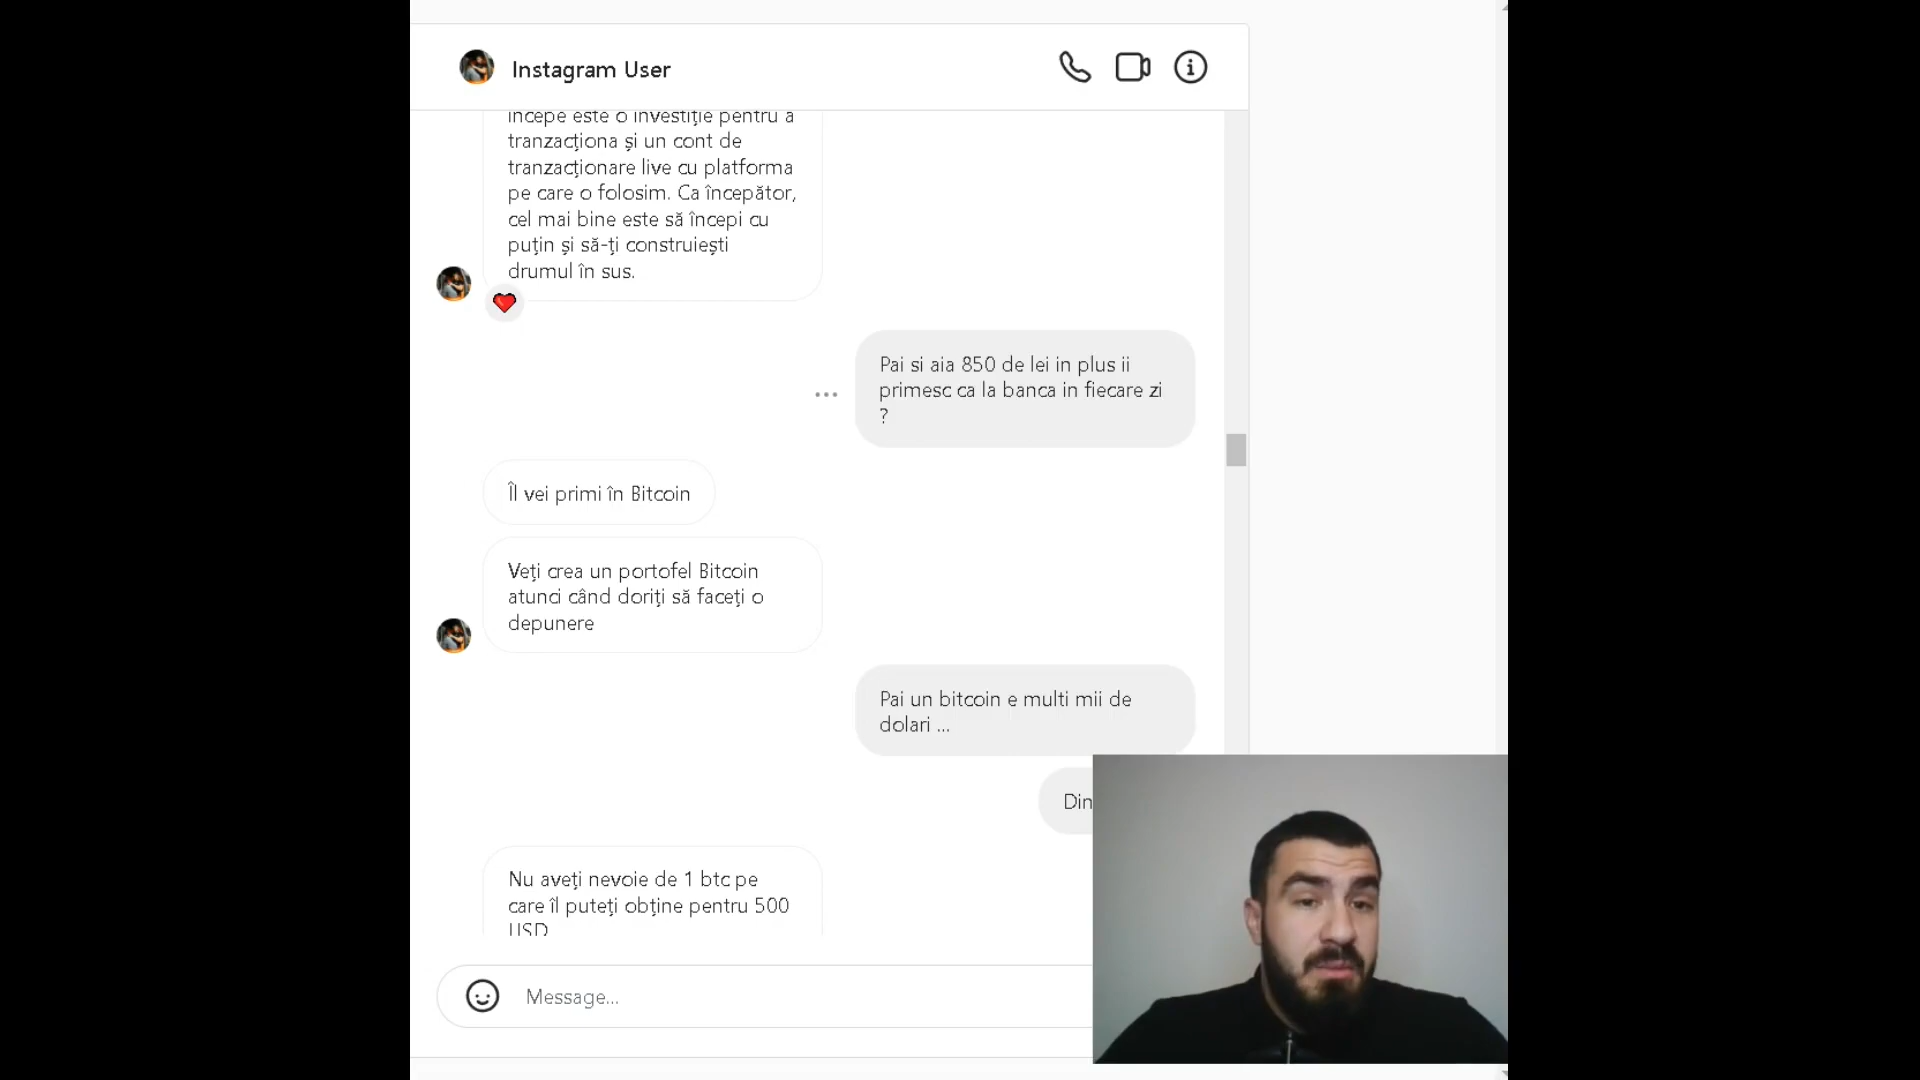 Instagram User
începe este o investiție pentru a
tranzacționa și un cont de
tranzacționare live cu platforma
pe care o folosim. Ca începător,
cel mai bine este să începi cu
puțin și să-ți construiești
drumul în sus.
Pai si aia 850 de lei in plus ii
primesc ca la banca in fiecare zi
?
Îl vei primi în Bitcoin
Veți crea un portofel Bitcoin
atunci când doriți să faceți o
depunere
Pai un bitcoin e multi mii de
dolari ...
Din
Nu aveți nevoie de 1 btc pe
care îl puteți obține pentru 500
USD
Message...